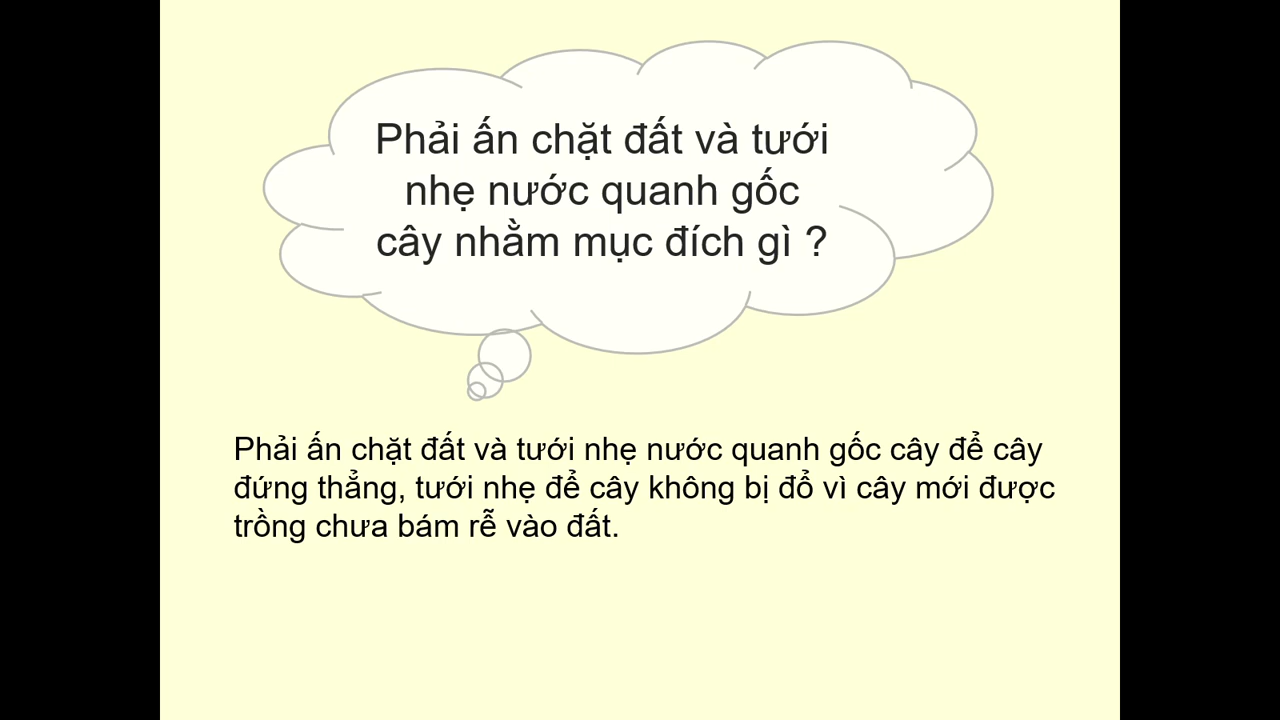 Phải ấn chặt đất và tưới
nhẹ nước quanh gốc
cây nhằm mục đích gì ?
Phải ấn chặt đất và tưới nhẹ nước quanh gốc cây để cây
đứng thẳng, tưới nhẹ để cây không bị đổ vì cây mới được
trồng chưa bám rễ vào đất.